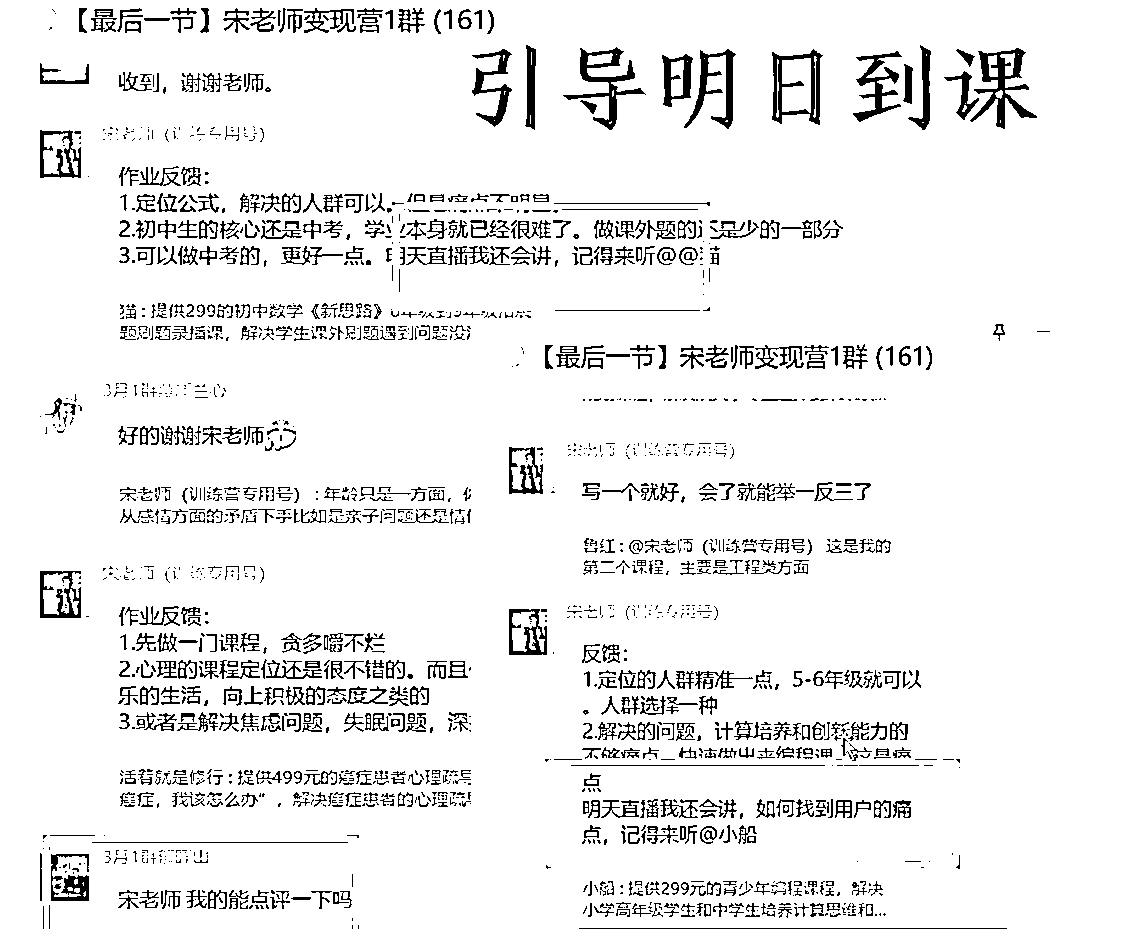 【最后一节】宋老师变现营1群 (161)
引导明日到课
收到，谢谢老师。
宋老师（训练专用号）
作业反馈：
1.定位公式，解决的人群可以。但是痛点不明显。
2.初中生的核心还是中考，学业本身就已经很难了。做课外题的还是少的一部分
3.可以做中考的，更好一点。明天直播我还会讲，记得来听@@猫
猫：提供299的初中数学《新思路》
题刷题录播课，解决学生课外刷题遇到问题没
3月1群
好的谢谢宋老师
宋老师（训练营专用号）：年龄只是一方面，
从感情方面的矛盾下手比如是亲子问题还是情
宋老师（训练专用号）
作业反馈：
1.先做一门课程，贪多嚼不烂
2.心理的课程定位还是很不错的。而且
乐的生活，向上积极的态度之类的
3.或者是解决焦虑问题，失眠问题，深
活着就是修行：提供499元的癌症患者心理疏导
癌症，我该怎么办”，解决癌症患者的心理疏
3月1群
宋老师 我的能点评一下吗
【最后一节】宋老师变现营1群 (161)
宋老师（训练营专用号）
写一个就好，会了就能举一反三了
鲁红：@宋老师（训练营专用号） 这是我的
第二个课程，主要是工程类方面
宋老师（训练专用号）
反馈：
1.定位的人群精准一点，5-6年级就可以
。人群选择一种
2.解决的问题，计算培养和创新能力的
不够痛点，快速做出来编程课，这是痛
点
明天直播我还会讲，如何找到用户的痛
点，记得来听@小船
小船：提供299元的青少年编程课程，解决
小学高年级学生和中学生培养计算思维和...